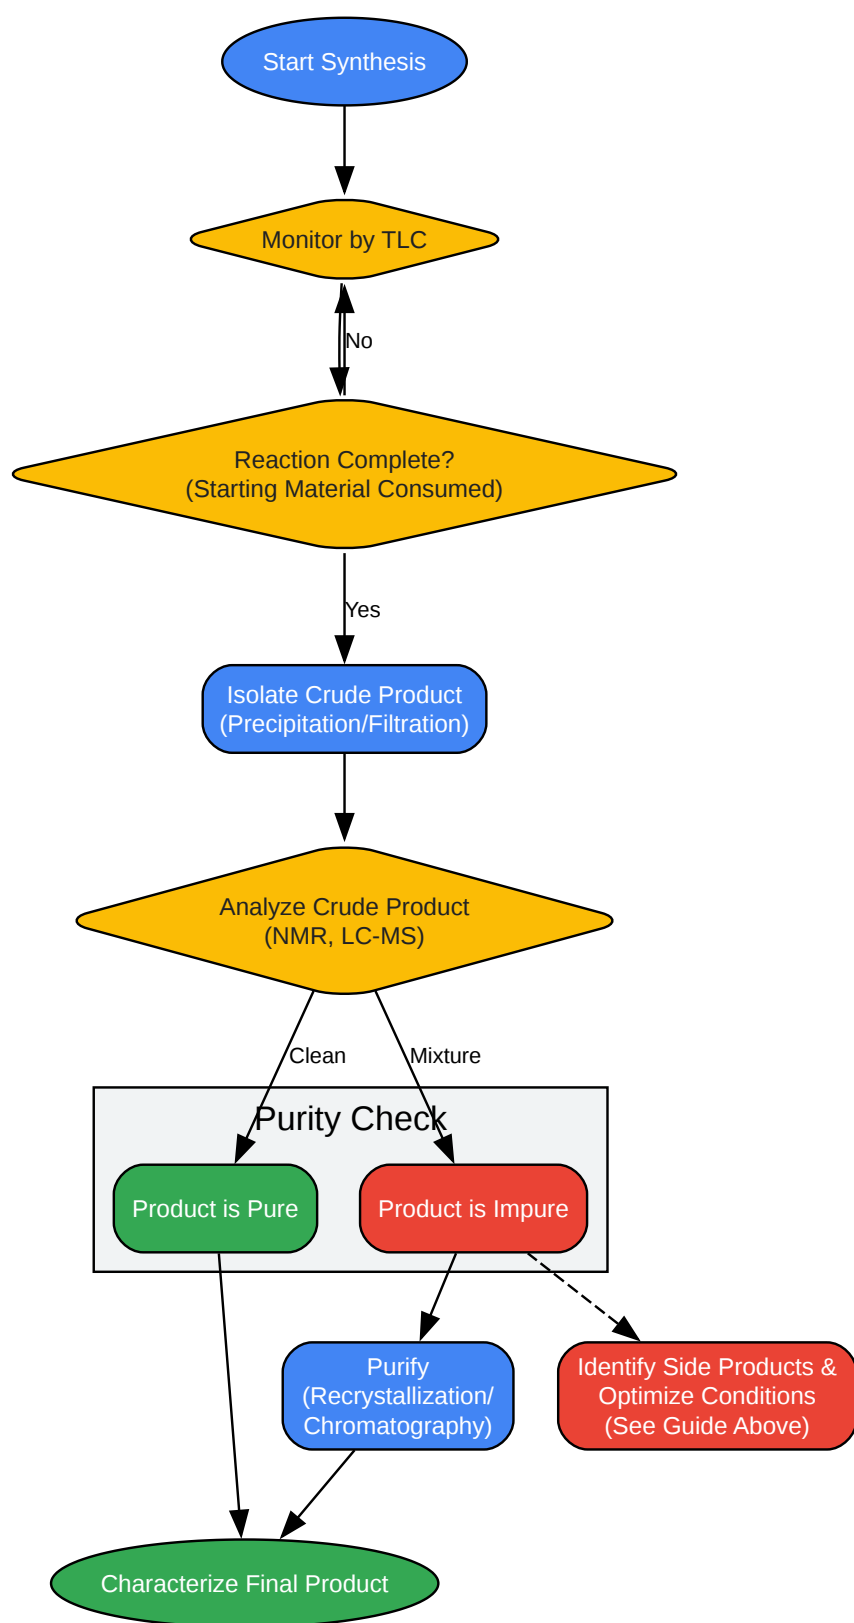 Start Synthesis
Monitor by TLC
No
Reaction Complete?
(Starting Material Consumed)
Yes
Isolate Crude Product
(Precipitation/Filtration)
Analyze Crude Product
(NMR, LC-MS)
Clean
Mixture
Purity Check
Product is Pure
Product is Impure
Purify
(Recrystallization/
Chromatography)
Identify Side Products &
Optimize Conditions
(See Guide Above)
Characterize Final Product